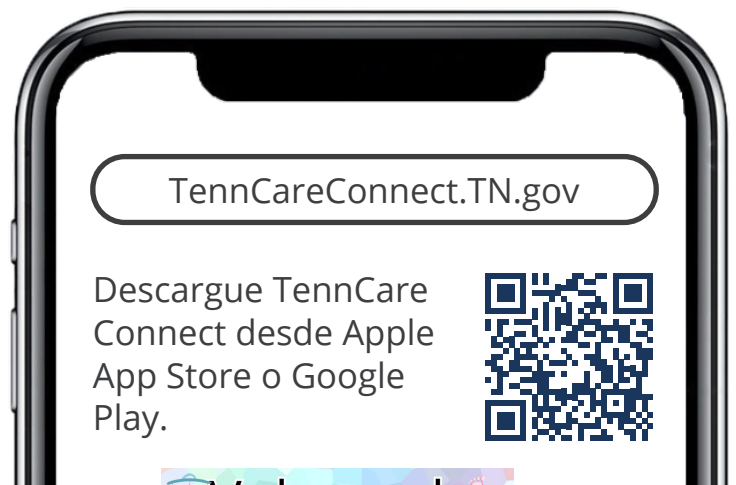 TennCareConnect.TN.gov
Descargue TennCare
Connect desde Apple
App Store o Google
Play.